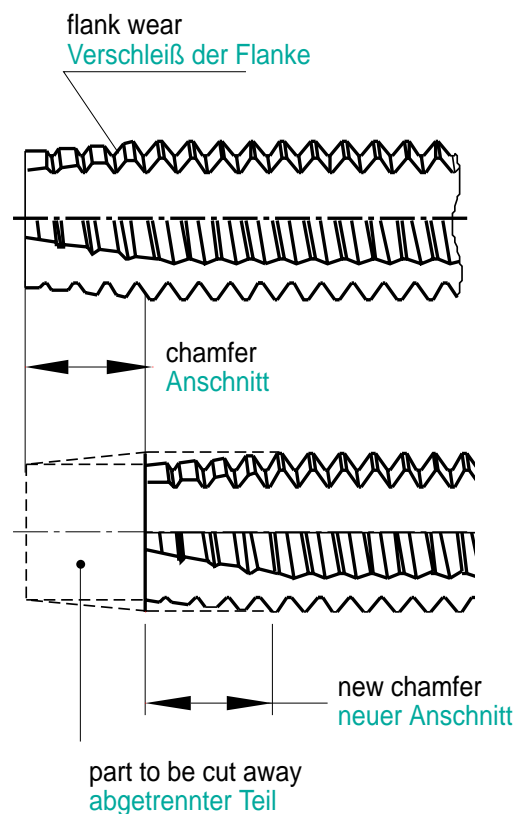 flank wear
Verschleiß der Flanke
chamfer
Anschnitt
new chamfer
neuer Anschnitt
part to be cut away
abgetrennter Teil